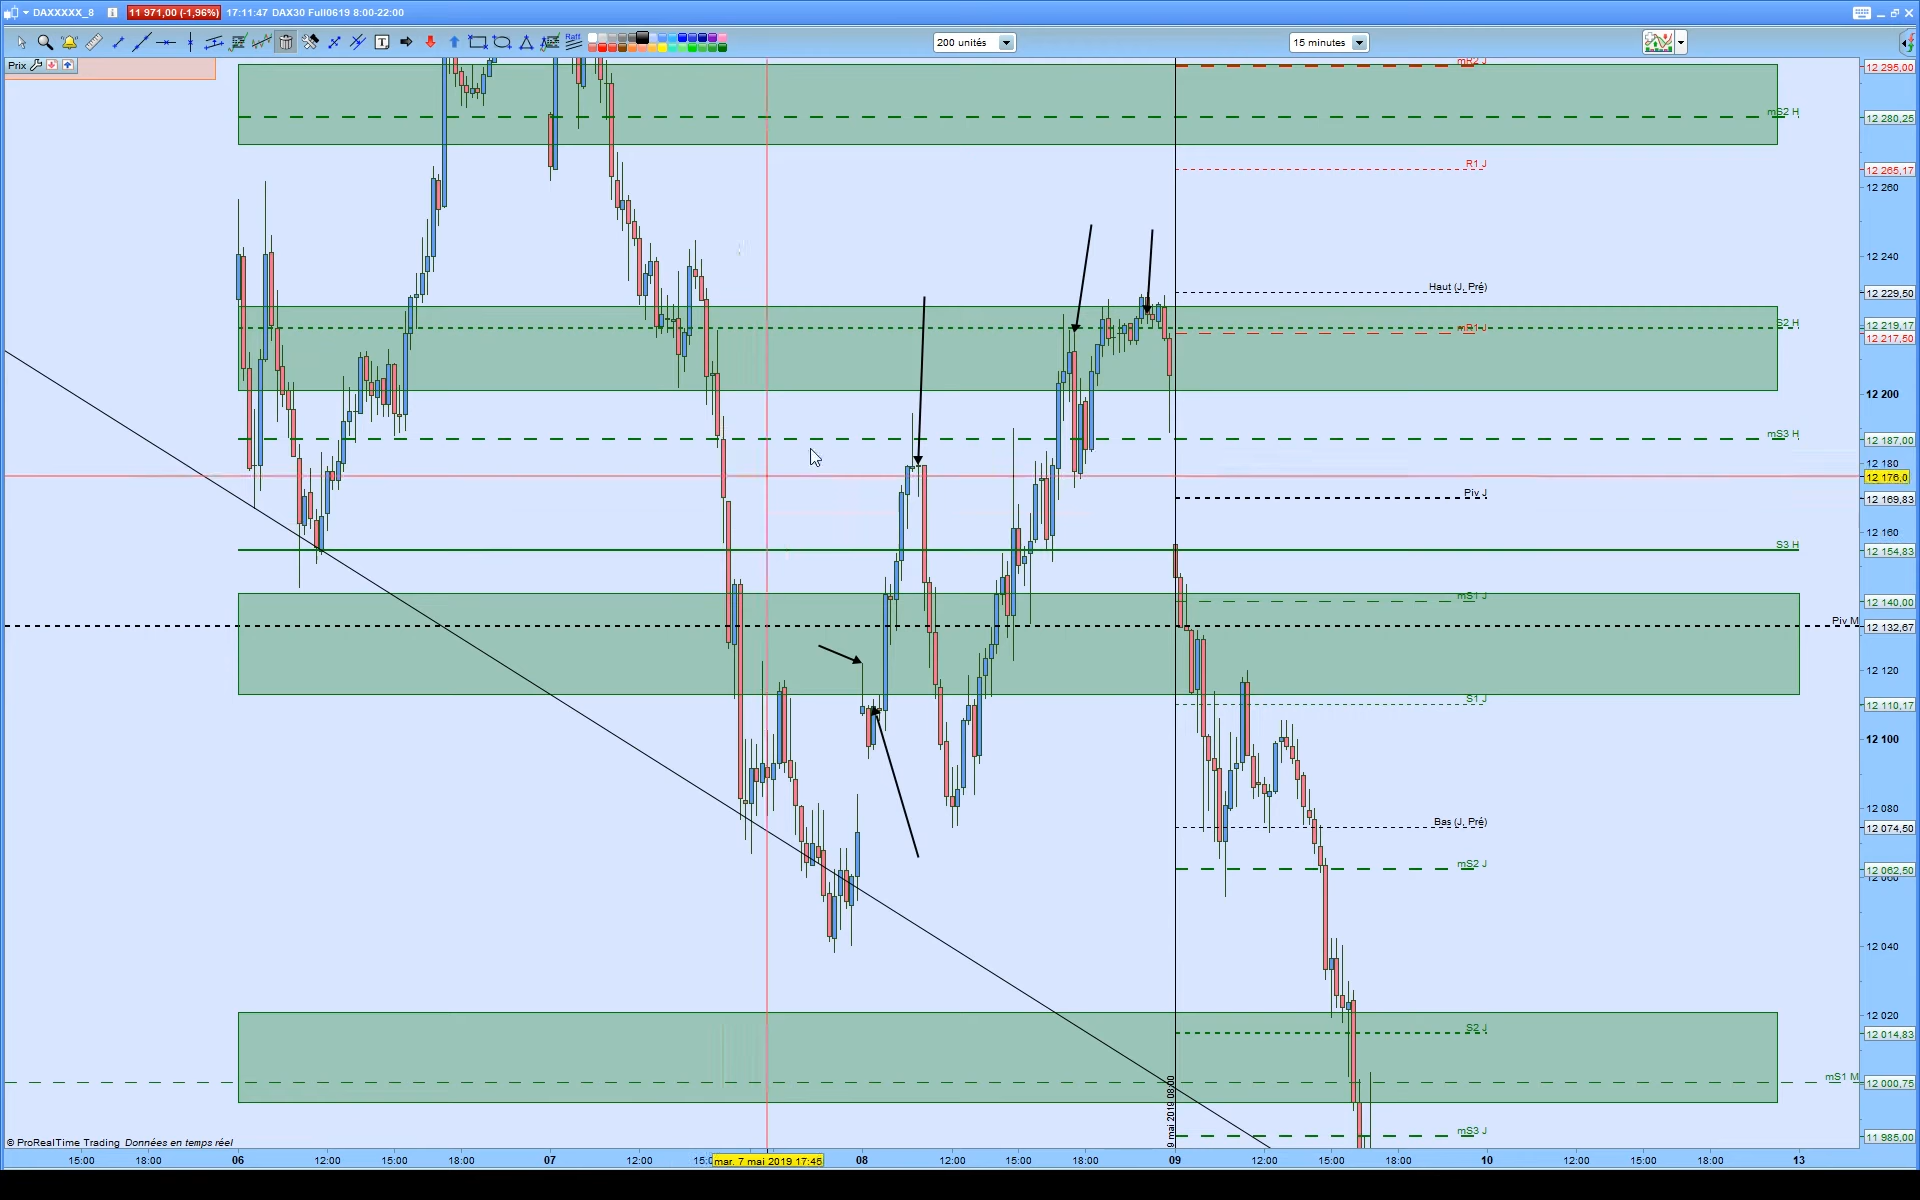 DAXXXXX_8 11 971,00 (-1,96%) 17:11:47 DAX30 Full0619 8:00-22:00
Raff
200 unités
15 minutes
Prix
mR2 J
12 295,00
mS2 H
12 280,25
R1 J
12 265,17
12 260
12 240
Haut (J, Pré)
12 229,50
S2 H
12 219,17
mR1 J
12 217,50
12 200
mS3 H
12 187,00
12 180
12 176,0
Piv J
12 169,83
12 160
S3 H
12 154,83
mS1 J
12 140,00
Piv M
12 132,67
12 120
S1 J
12 110,17
12 100
12 080
Bas (J, Pré)
12 074,50
mS2 J
12 062,50
12 060
12 040
12 020
S2 J
12 014,83
mS1 M
12 000,75
9 mai 2019 08:00
mS3 J
11 985,00
© ProRealTime Trading Données en temps réel
15:00 18:00 06 12:00 15:00 18:00 07 12:00 mar. 7 mai 2019 17:45 08 12:00 15:00 18:00 09 12:00 15:00 18:00 10 12:00 15:00 18:00 13